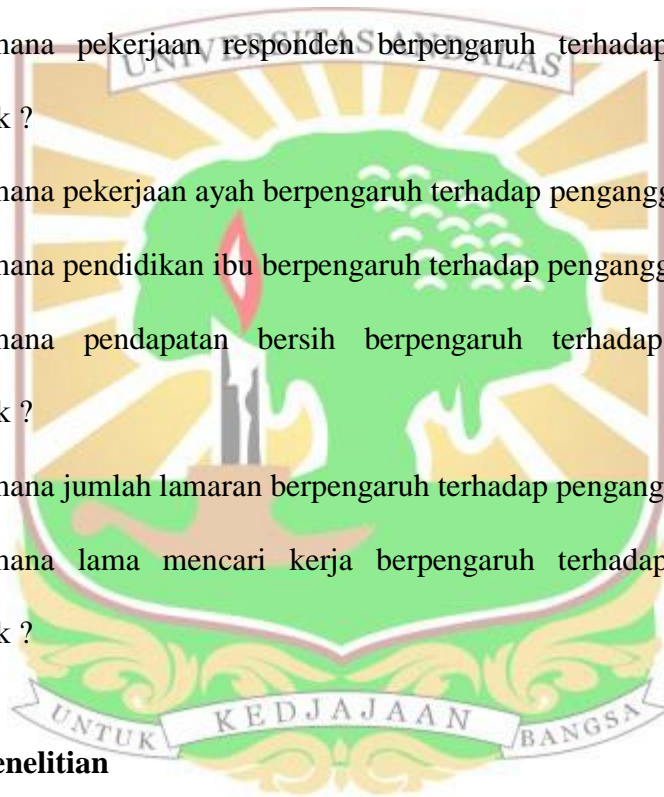 UNIVERSITAS ANDALAS
mana pekerjaan responden berpengaruh terhadap
k ?
mana pekerjaan ayah berpengaruh terhadap pengangg
mana pendidikan ibu berpengaruh terhadap pengangg
mana pendapatan bersih berpengaruh terhadap
k ?
mana jumlah lamaran berpengaruh terhadap pengang
mana lama mencari kerja berpengaruh terhadap
k ?
UNTUK KEDJAJAAN BANGSA
enelitian